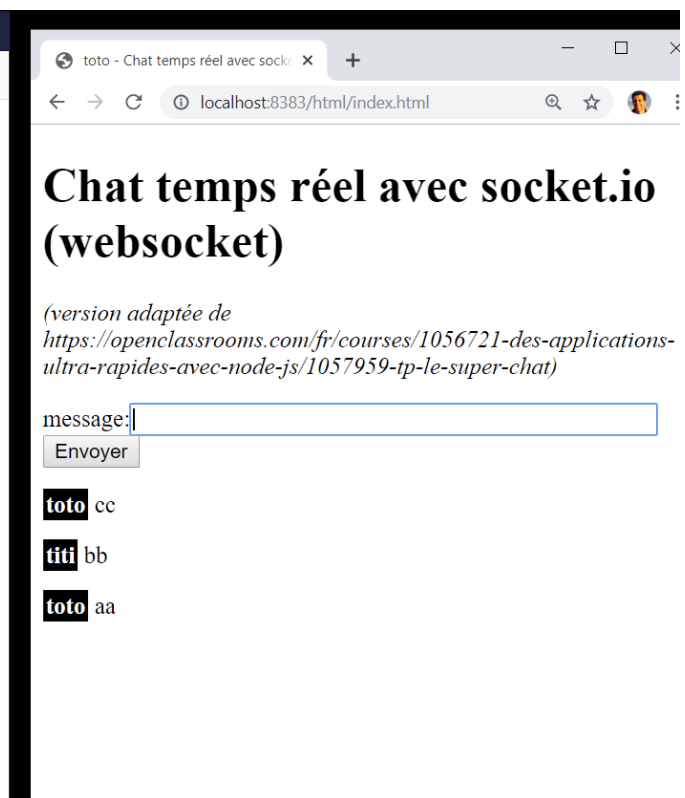 toto - Chat temps réel avec socke
localhost:8383/html/index.html
Chat temps réel avec socket.io
(websocket)
(version adaptée de
https://openclassrooms.com/fr/courses/1056721-des-applications-
ultra-rapides-avec-node-js/1057959-tp-le-super-chat)
message:
Envoyer
toto cc
titi bb
toto aa